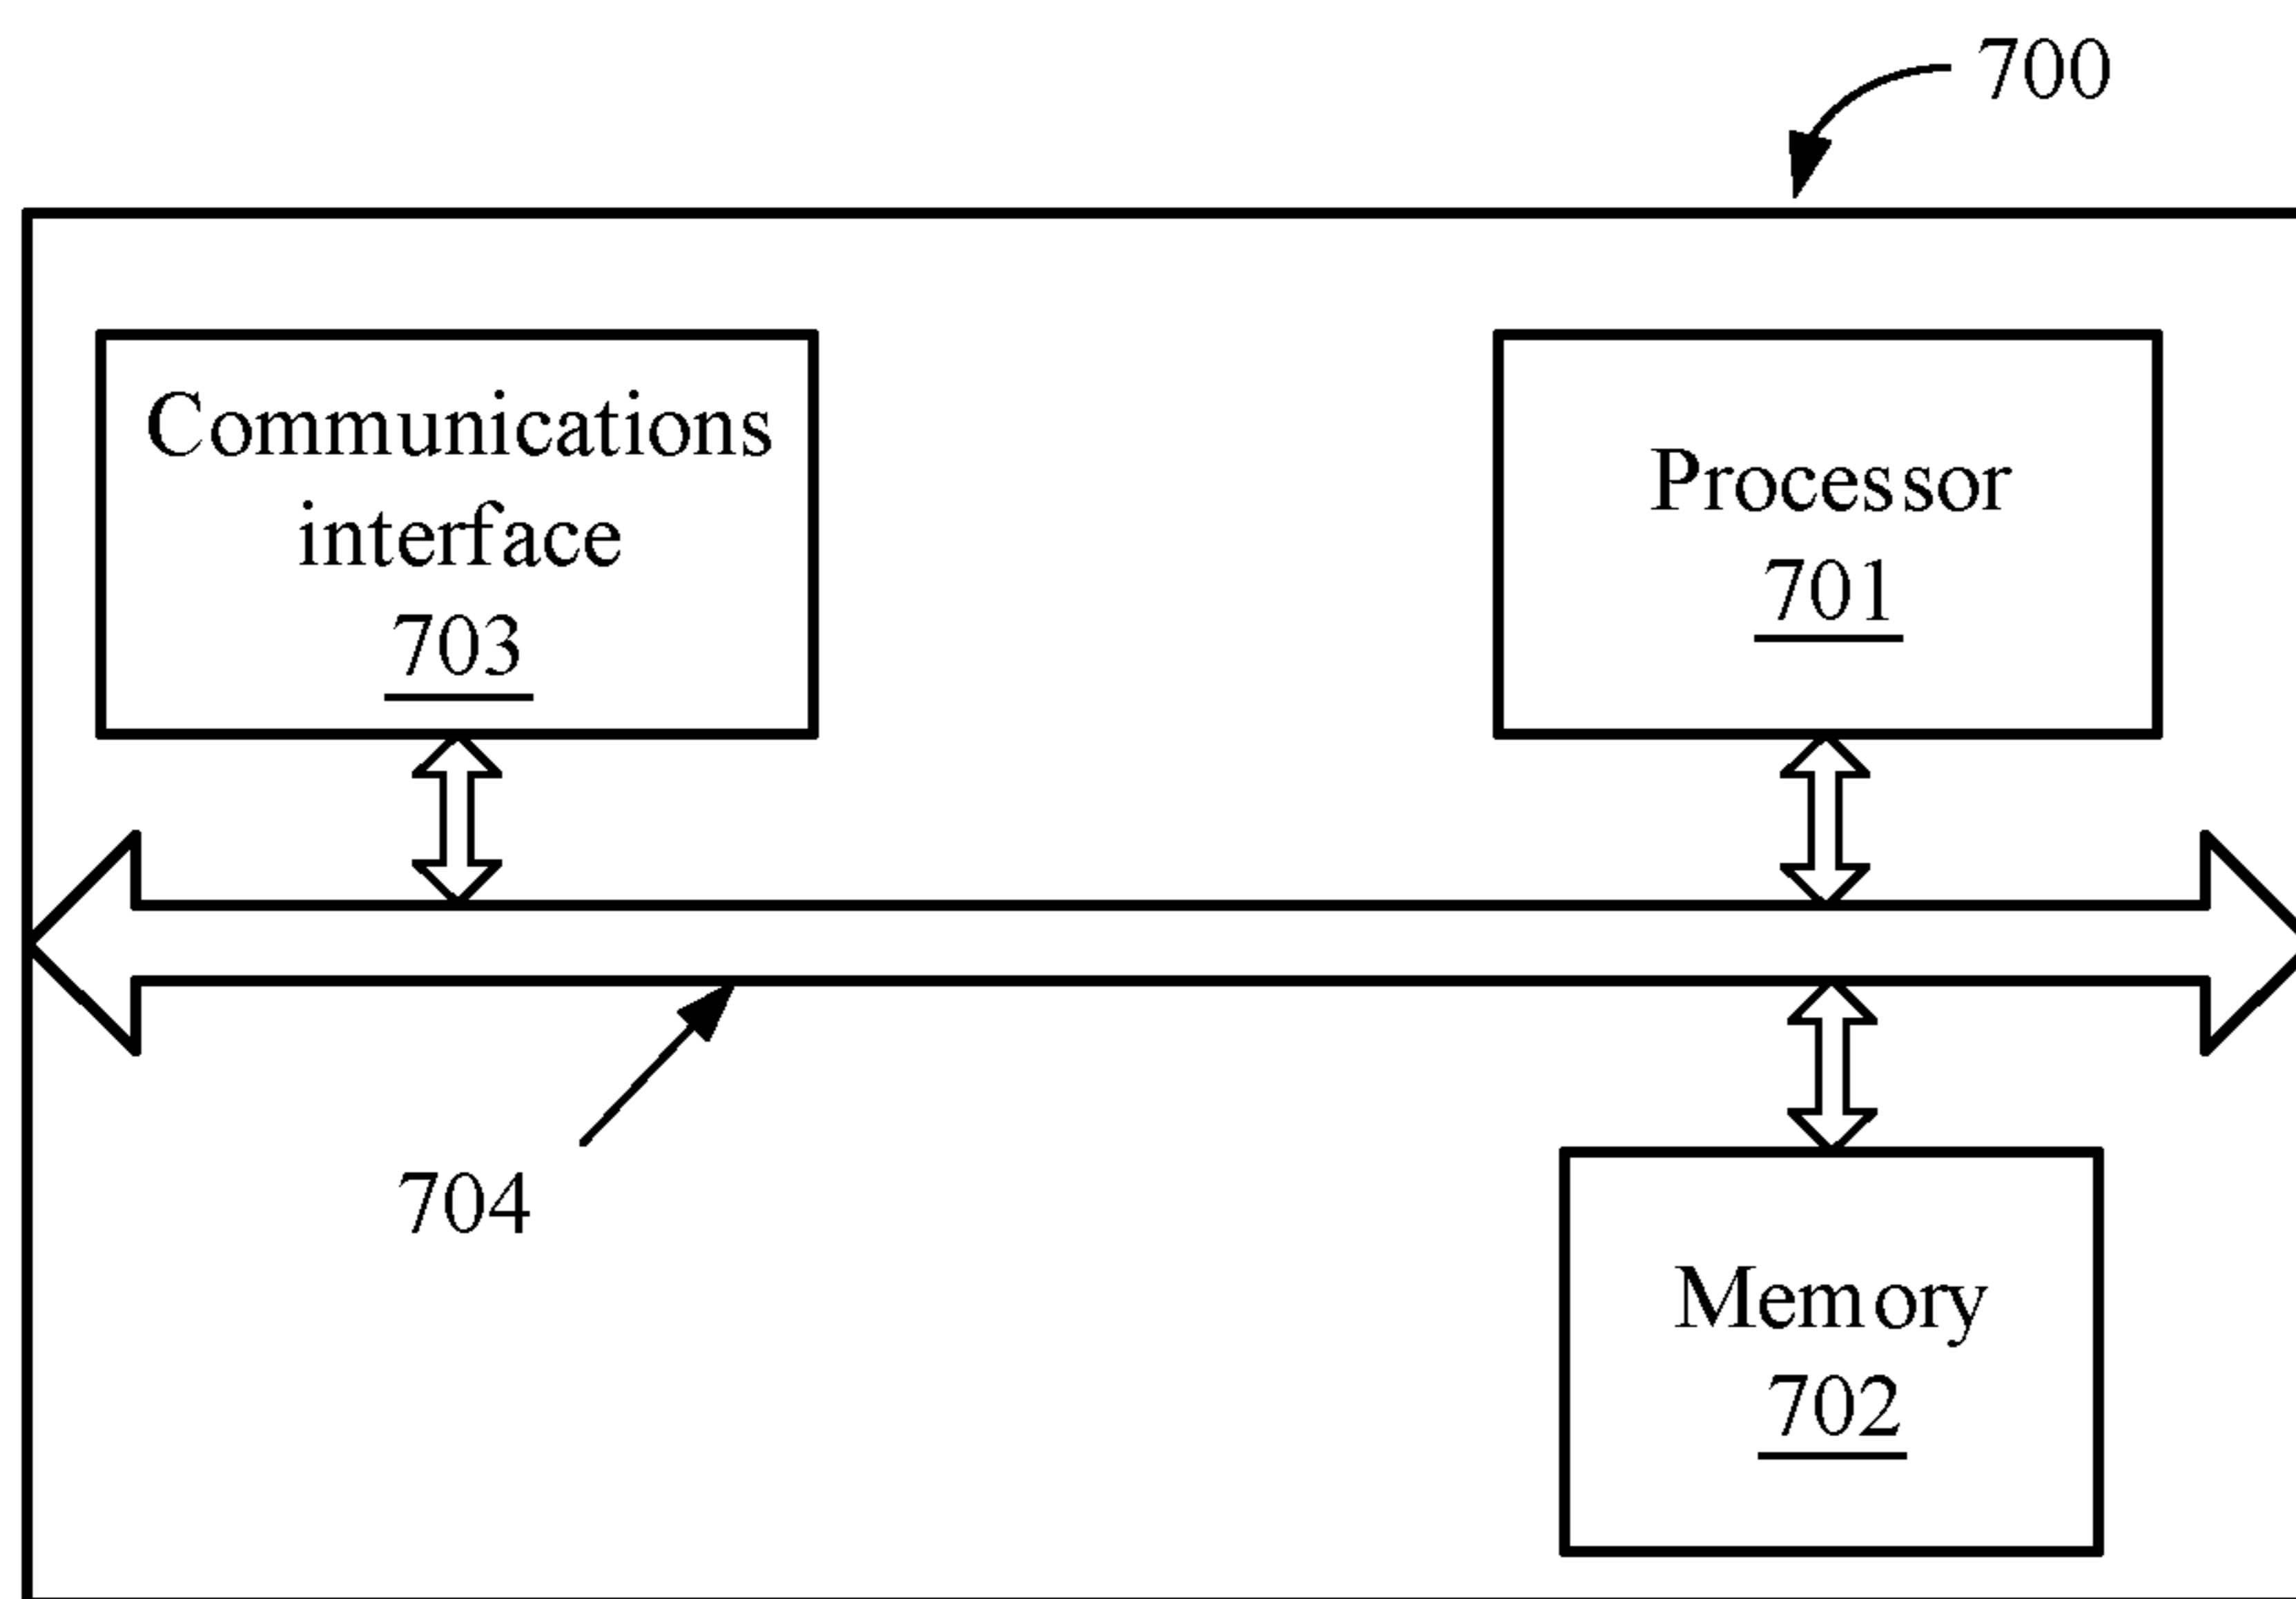 700
Communications
interface
703
Processor
701
704
Memory
702